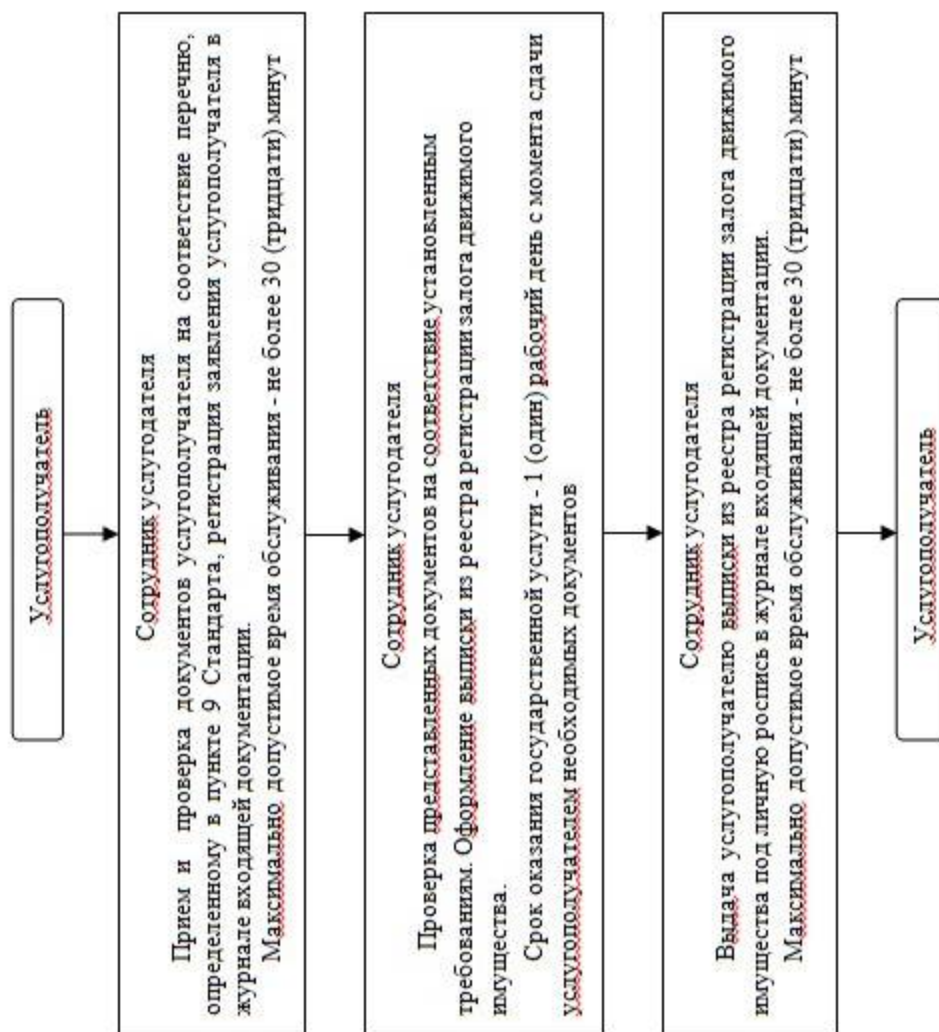 Услугополучатель
Сотрудник услугодателя
Прием и проверка документов услугополучателя на соответствие перечню,
определенному в пункте 9 Стандарта, регистрация заявления услугополучателя в
журнале входящей документации.
Максимально допустимое время обслуживания - не более 30 (тридцати) минут
Сотрудник услугодателя
Проверка представленных документов на соответствие установленным
требованиям. Оформление выписки из реестра регистрации залога движимого
имущества.
Срок оказания государственной услуги - 1 (один) рабочий день с момента сдачи
услугополучателем необходимых документов
Сотрудник услугодателя
Выдача услугополучателю выписки из реестра регистрации залога движимого
имущества под личную роспись в журнале входящей документации.
Максимально допустимое время обслуживания - не более 30 (тридцати) минут
Услугополучатель